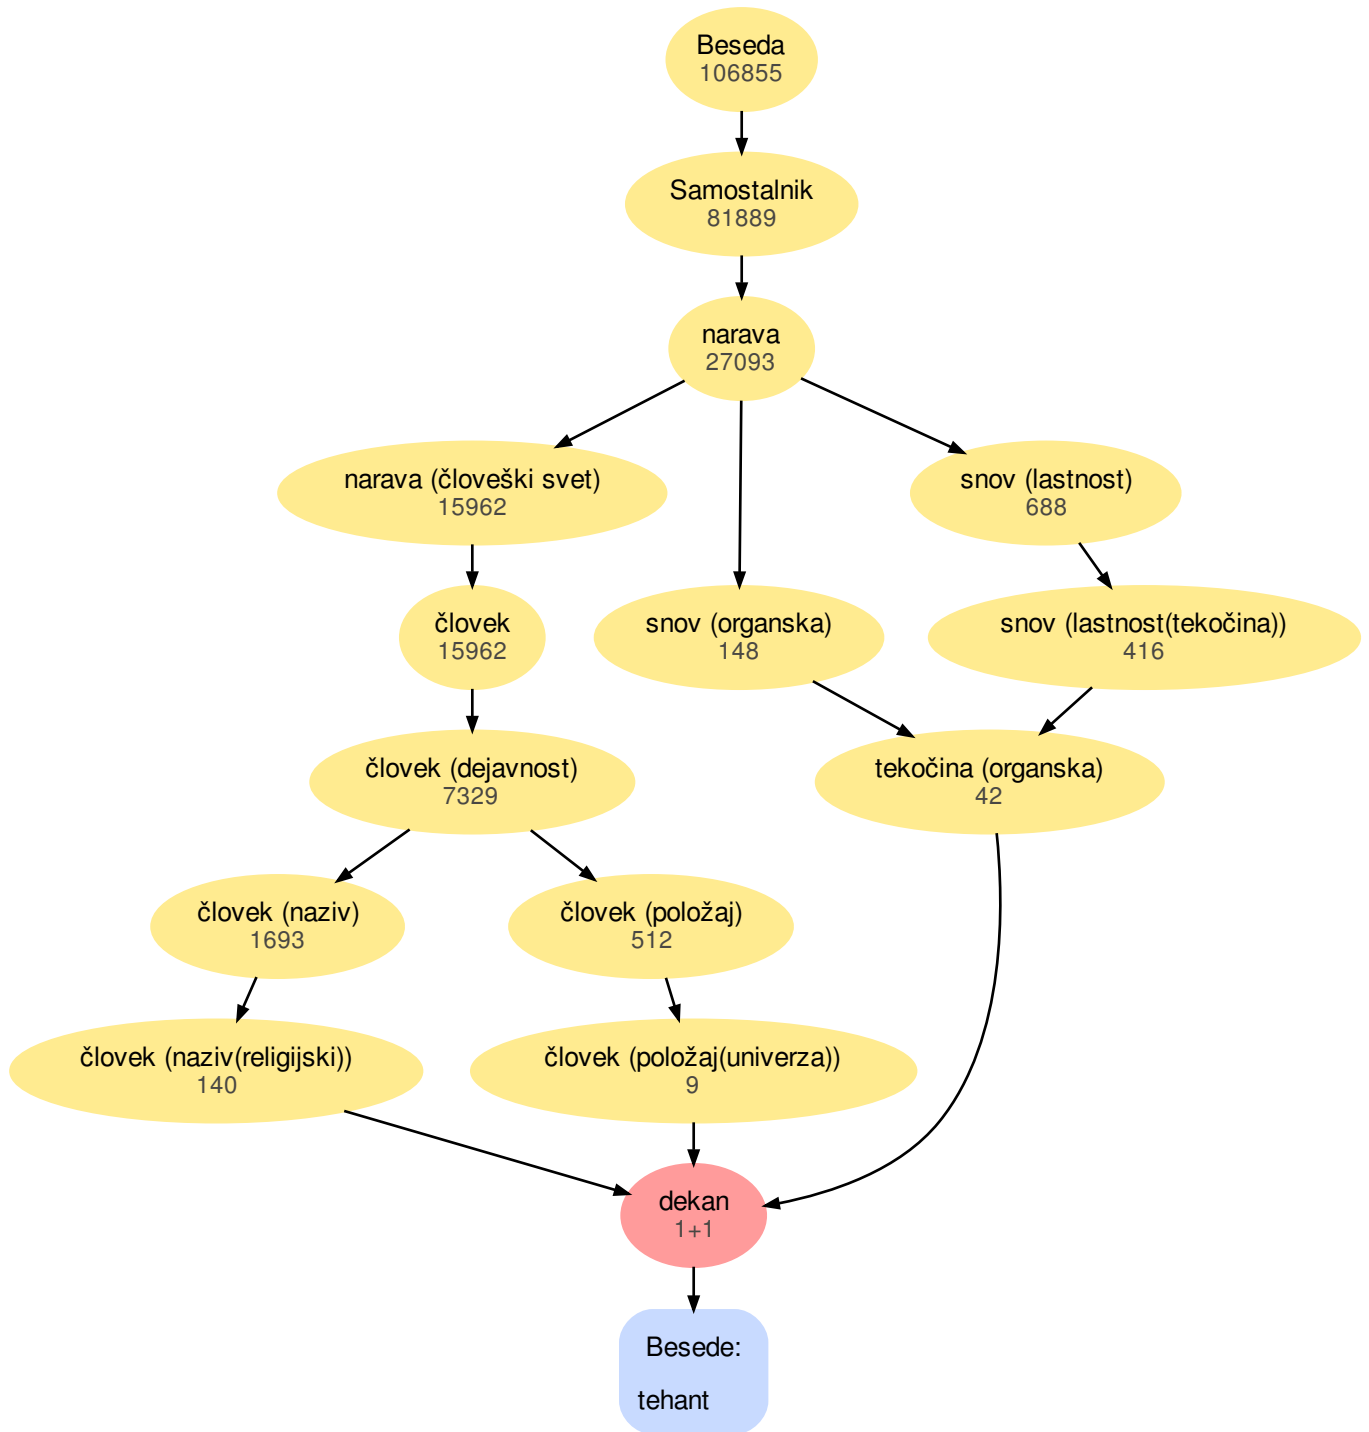 Beseda
106855
Samostalnik
81889
narava
27093
narava (človeški svet)
15962
snov (lastnost)
688
človek
15962
snov (organska)
148
snov (lastnost(tekočina))
416
človek (dejavnost)
7329
tekočina (organska)
42
človek (naziv)
1693
človek (položaj)
512
človek (naziv(religijski))
140
človek (položaj(univerza))
9
dekan
1+1
Besede:
tehant